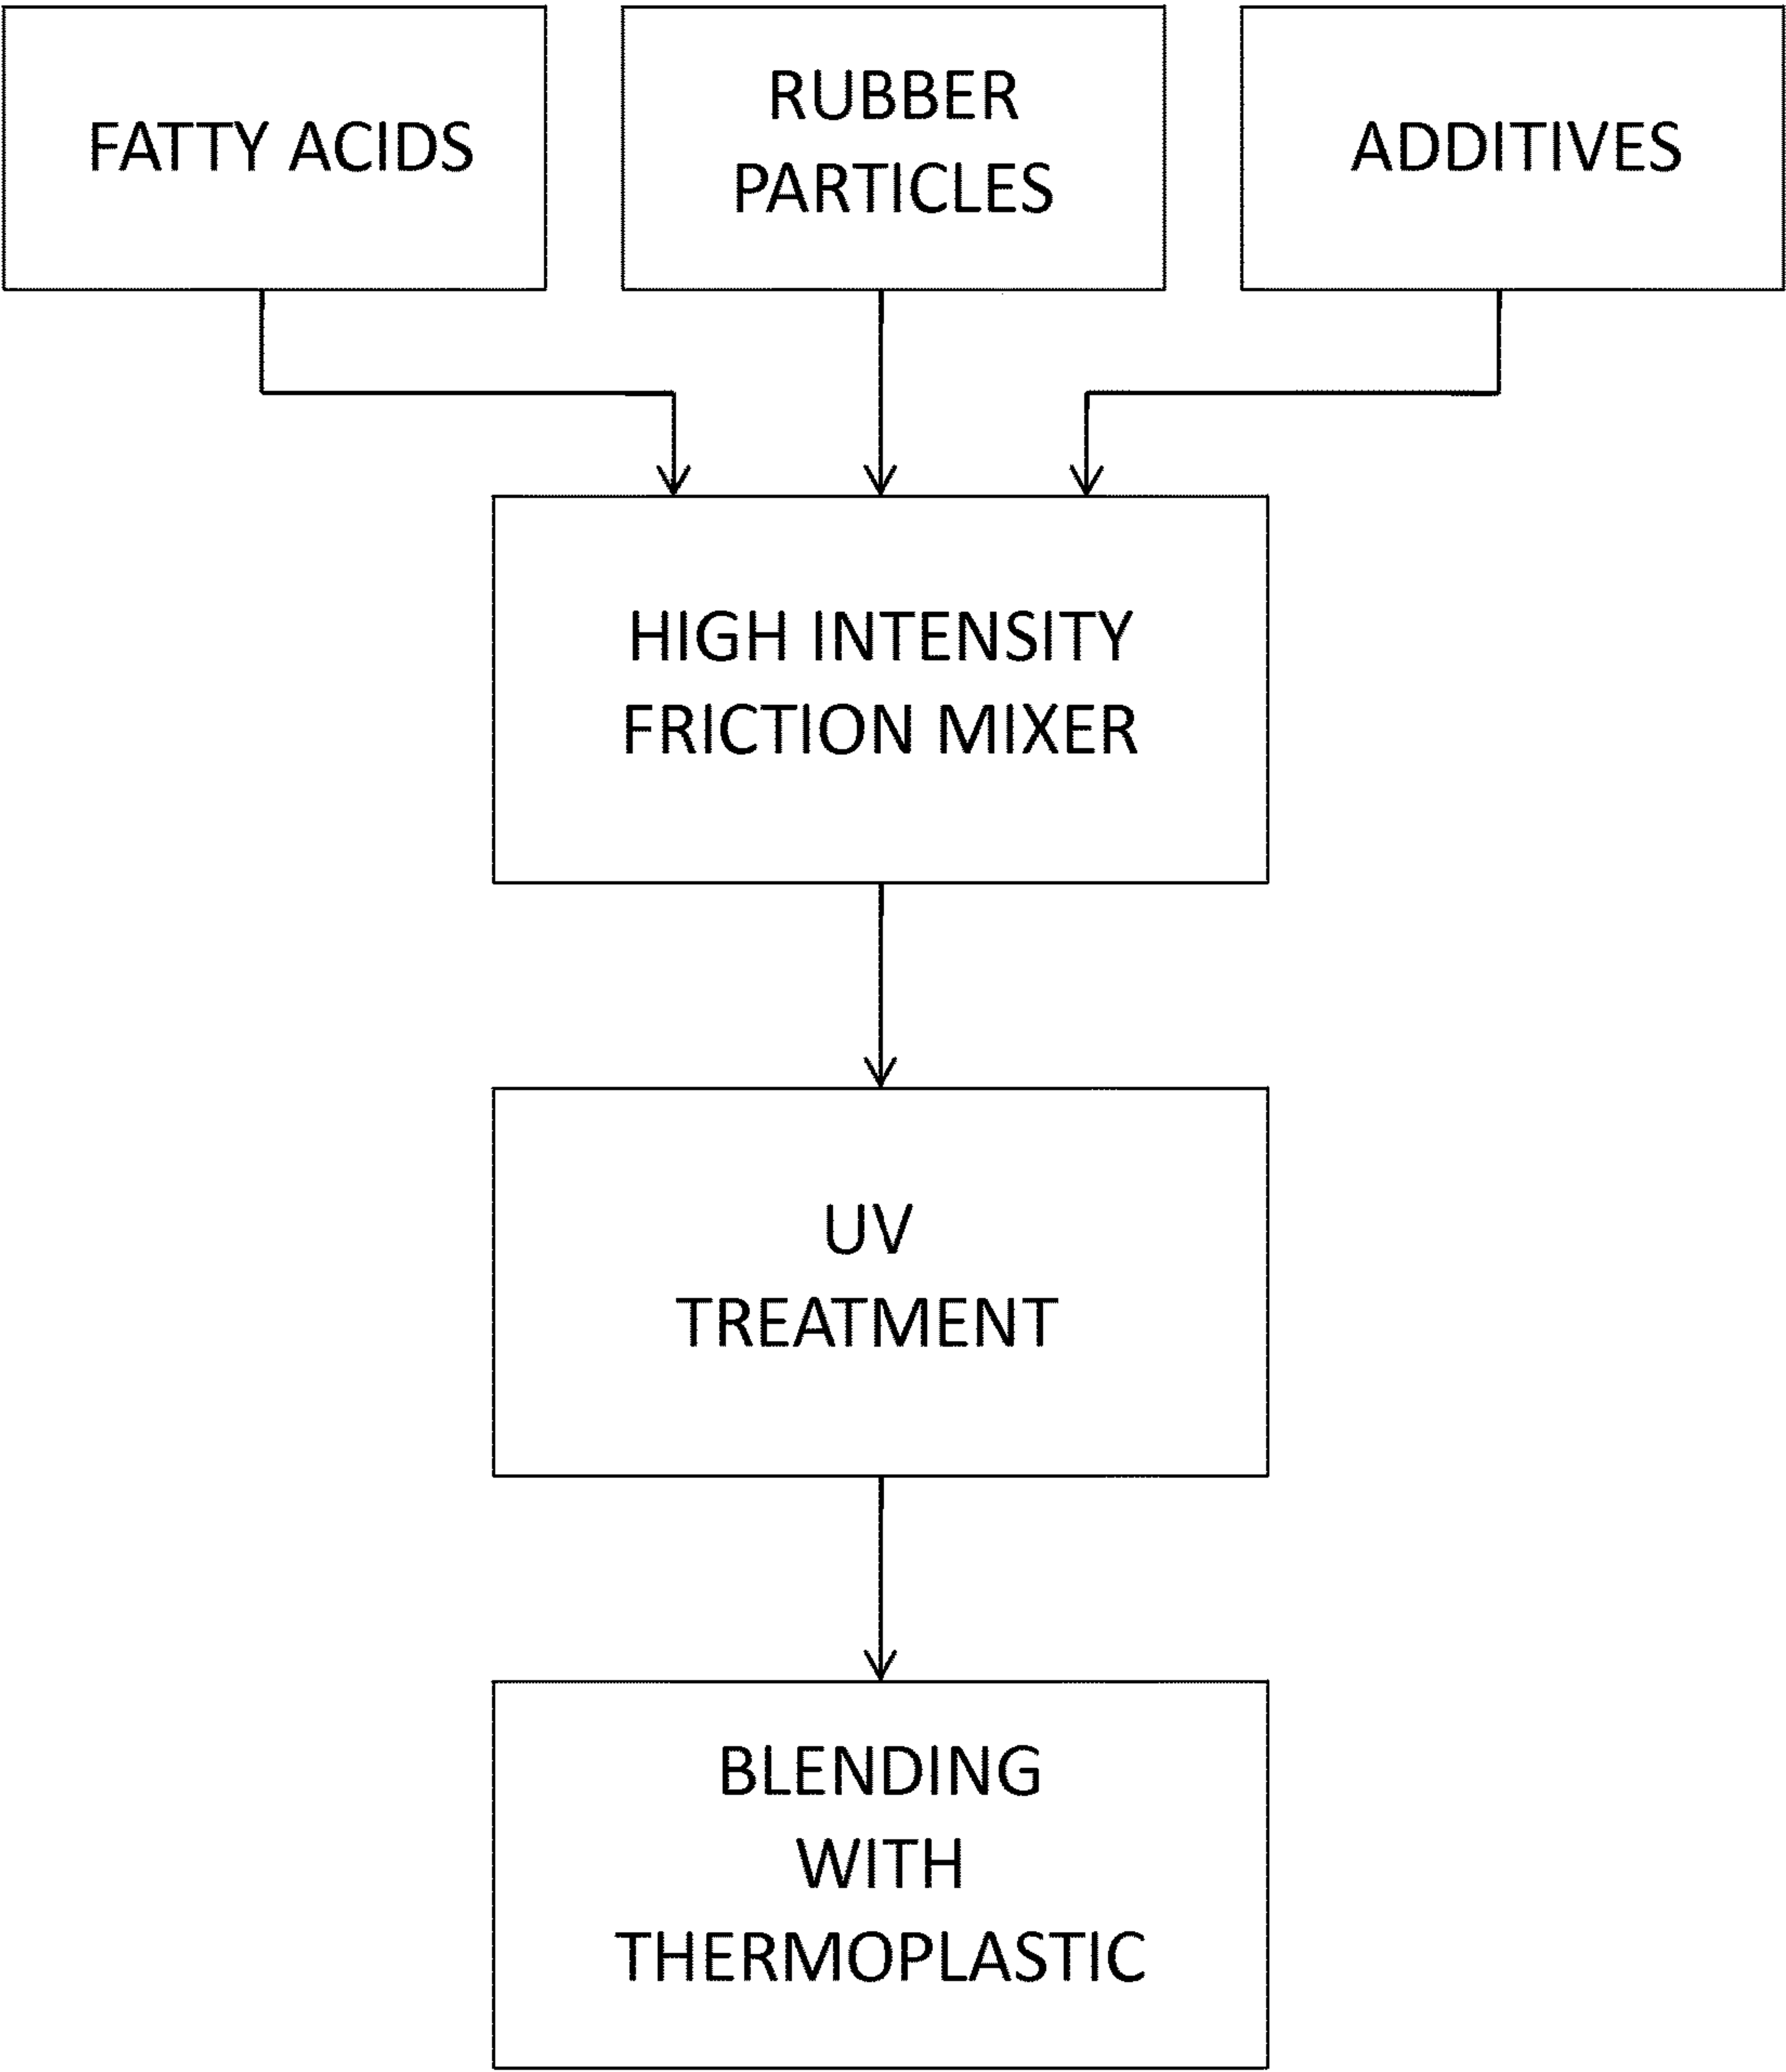 FATTY ACIDS
RUBBER
PARTICLES
ADDITIVES
HIGH INTENSITY
FRICTION MIXER
UV
TREATMENT
BLENDING
WITH
THERMOPLASTIC